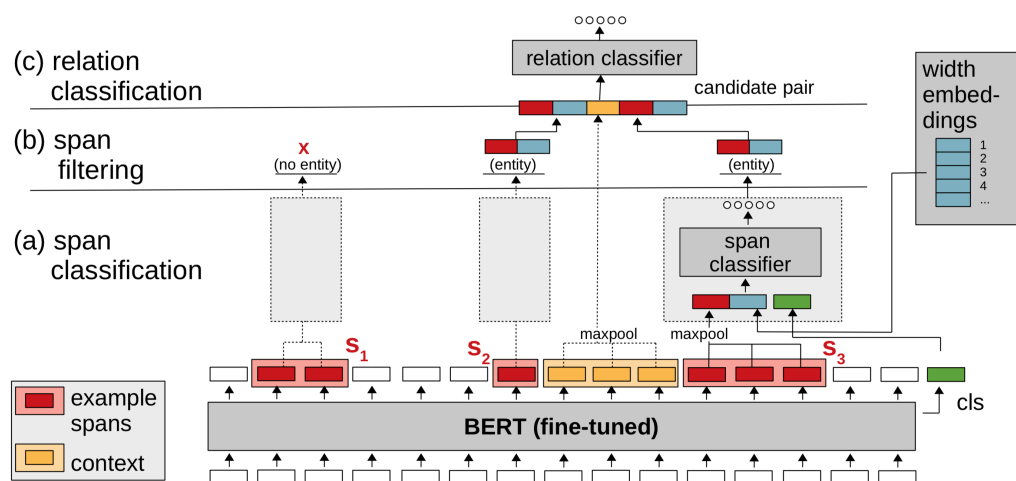 (c) relation
classification
relation classifier
candidate pair
width
embed-
dings
1
2
3
4
...
(b) span
filtering
x
(no entity)
(entity)
(entity)
(a) span
classification
span
classifier
maxpool
maxpool
s1
s2
s3
example
spans
context
BERT (fine-tuned)
cls